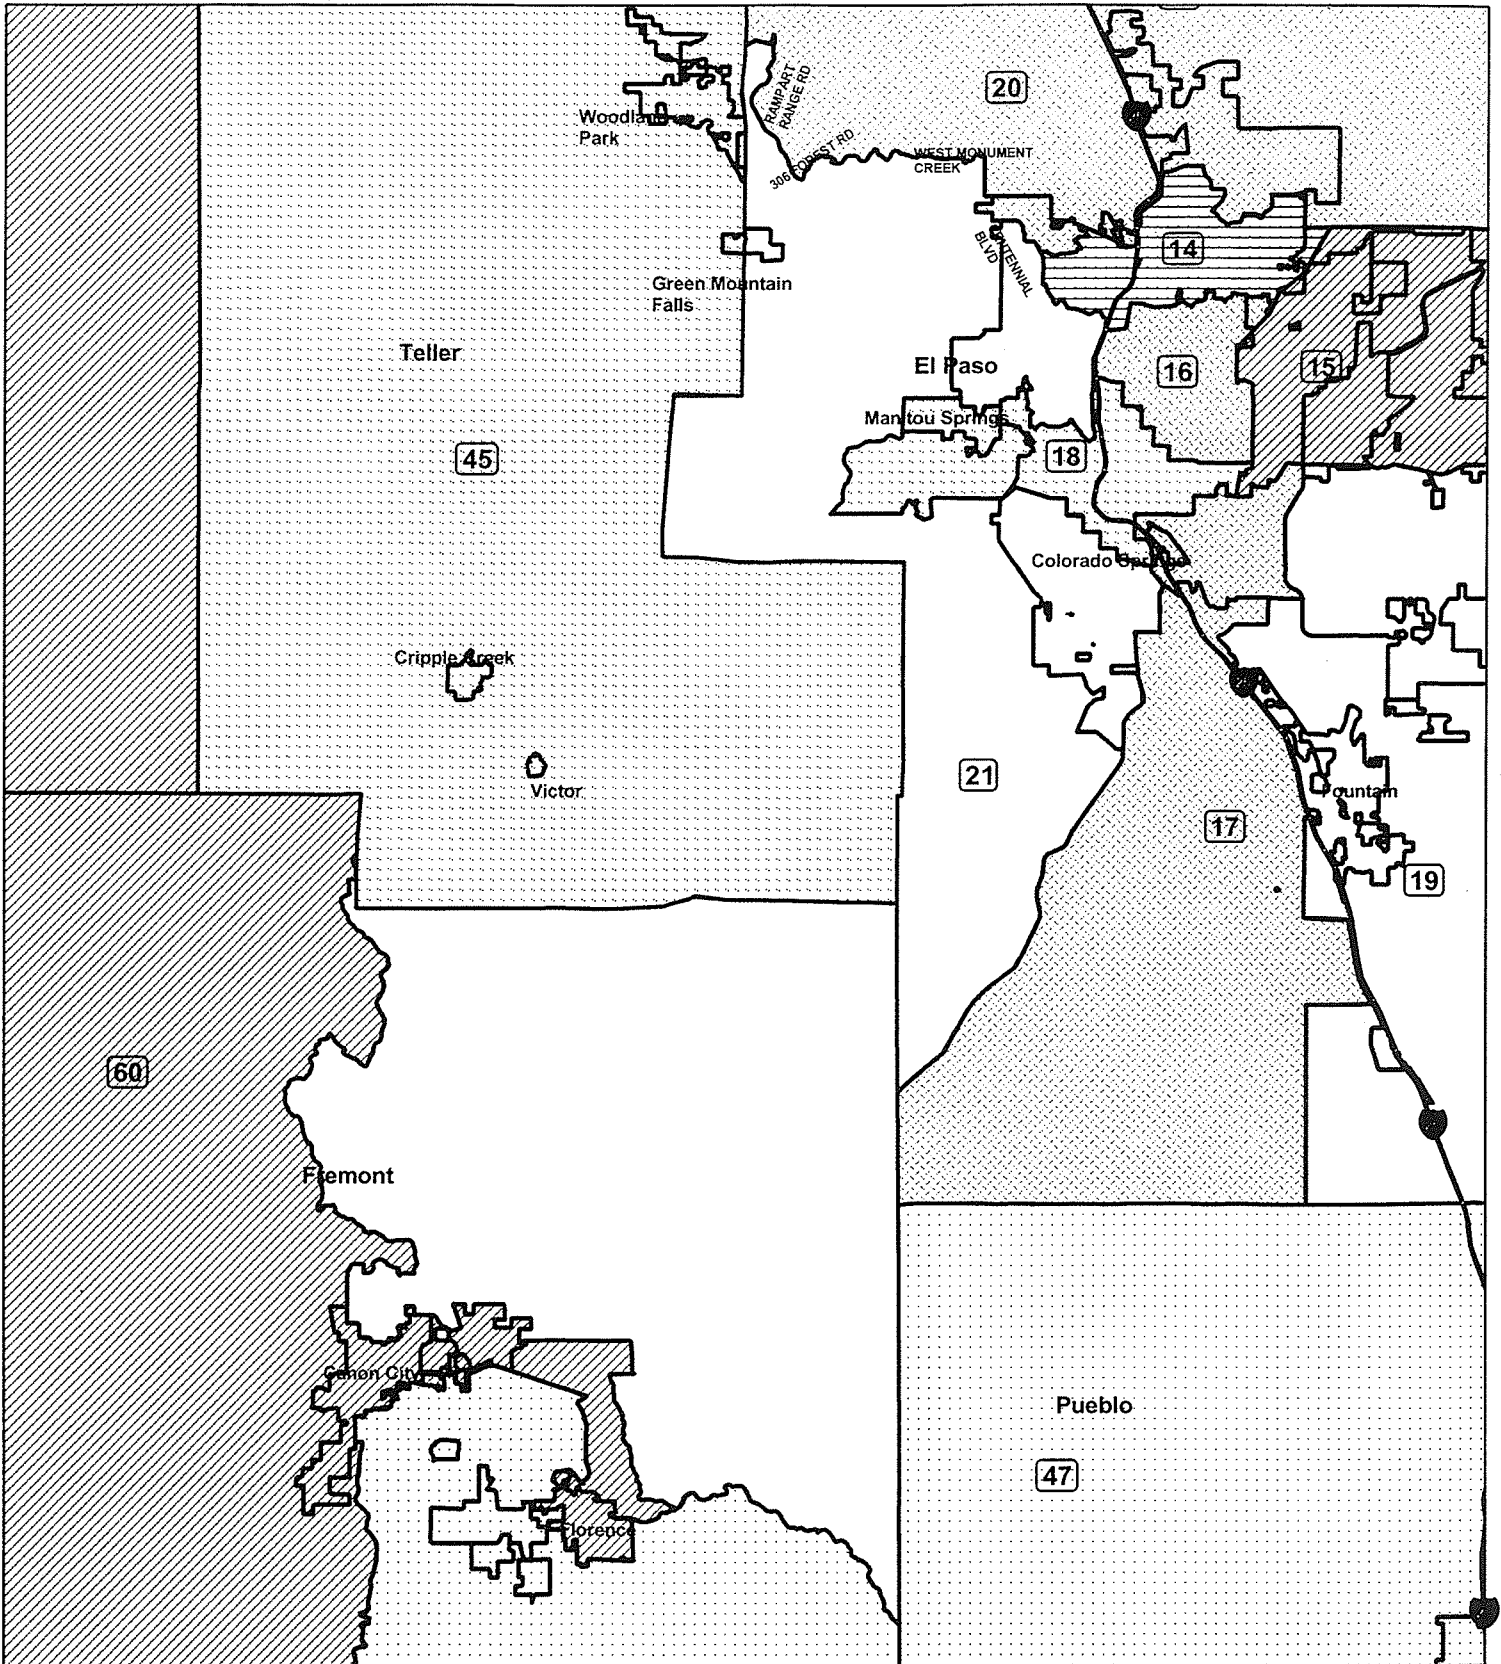 20
RAMPART
RANGE RD
Woodland
Park
306 FOREST RD
WEST MONUMENT
CREEK
14
CENTENNIAL
BLVD
Green Mountain
Falls
Teller
El Paso
16
15
Manitou Springs
45
18
Colorado Springs
Cripple Creek
21
Victor
Fountain
17
19
60
Fremont
Canon City
Pueblo
47
Florence